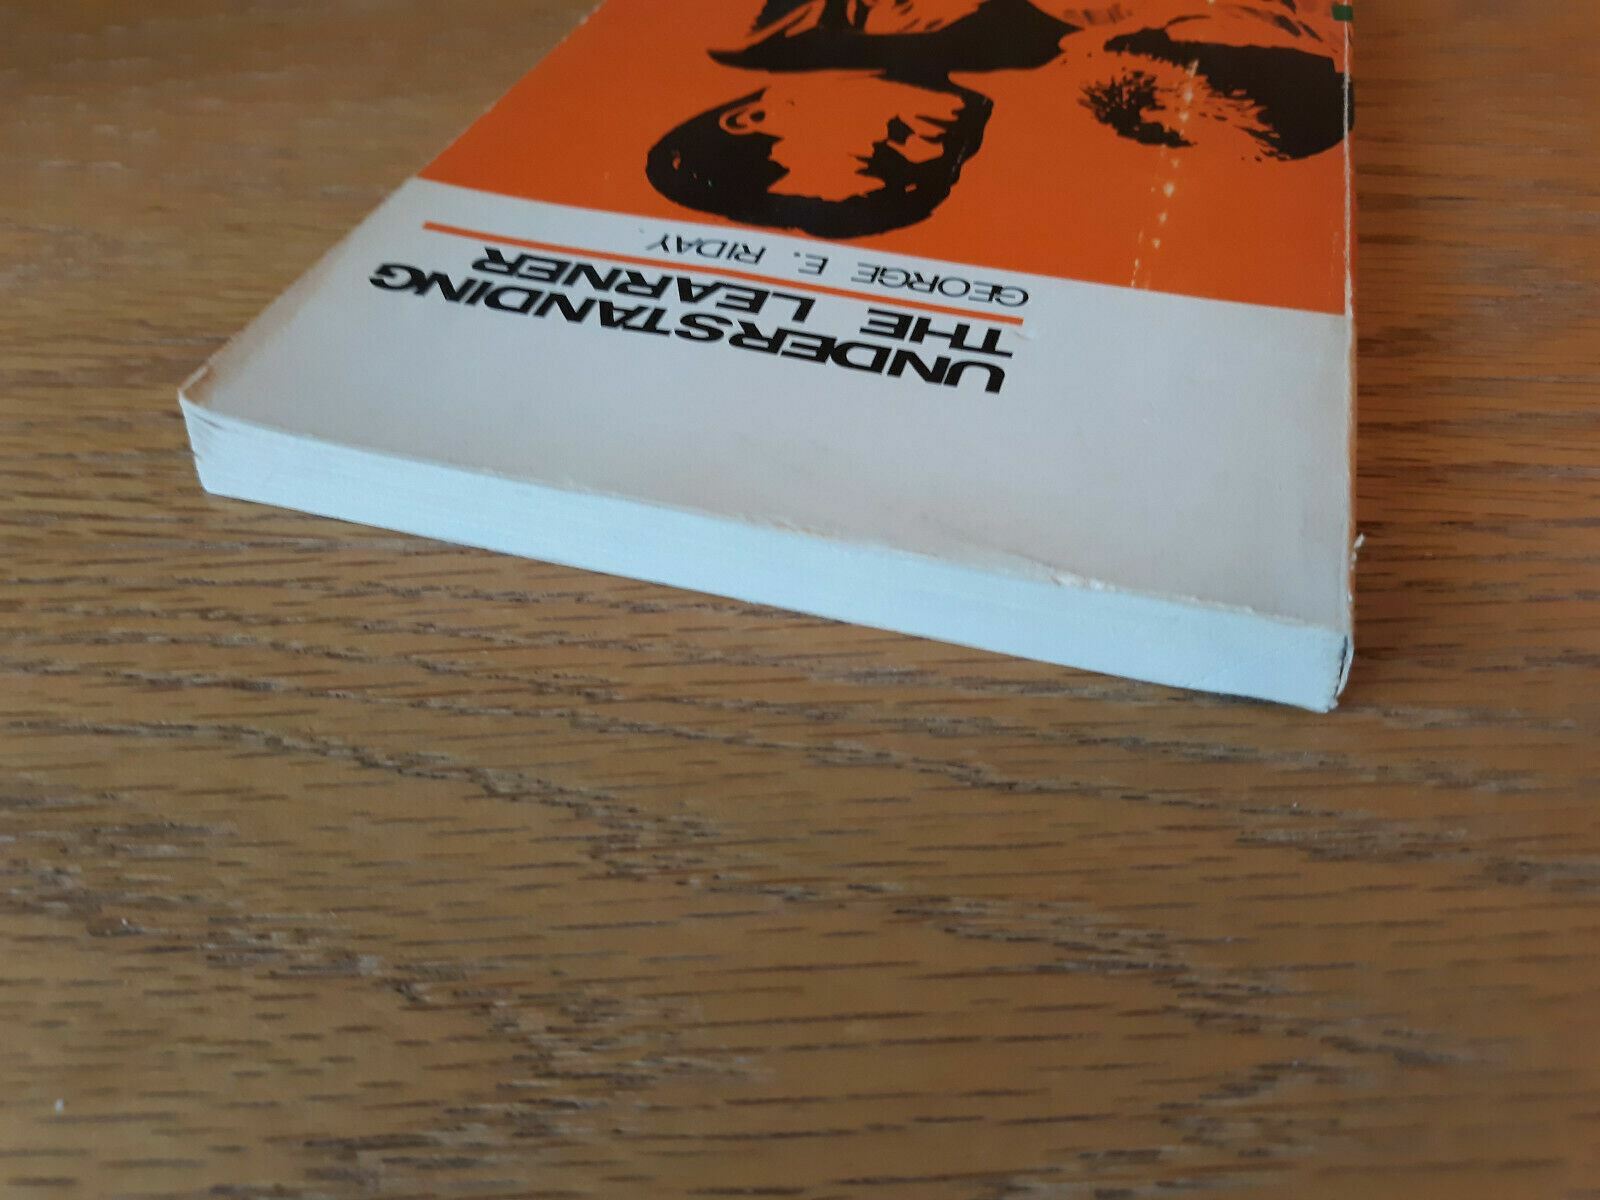 UNDERSTANDING
THE LEARNER
GEORGE E. RIDAY